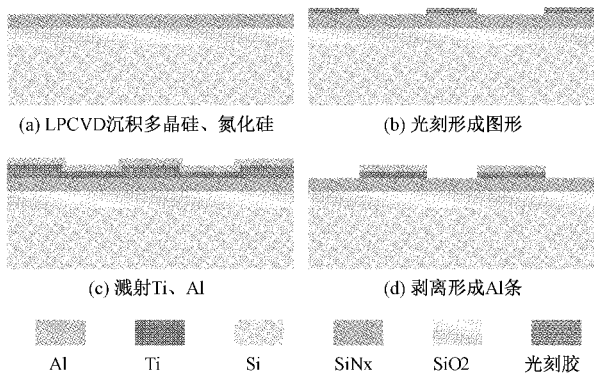 (a) LPCVD沉积多晶硅、氮化硅
(b) 光刻形成图形
(c) 溅射Ti、Al
(d) 剥离形成Al条
Al Ti Si SiNx SiO2 光刻胶